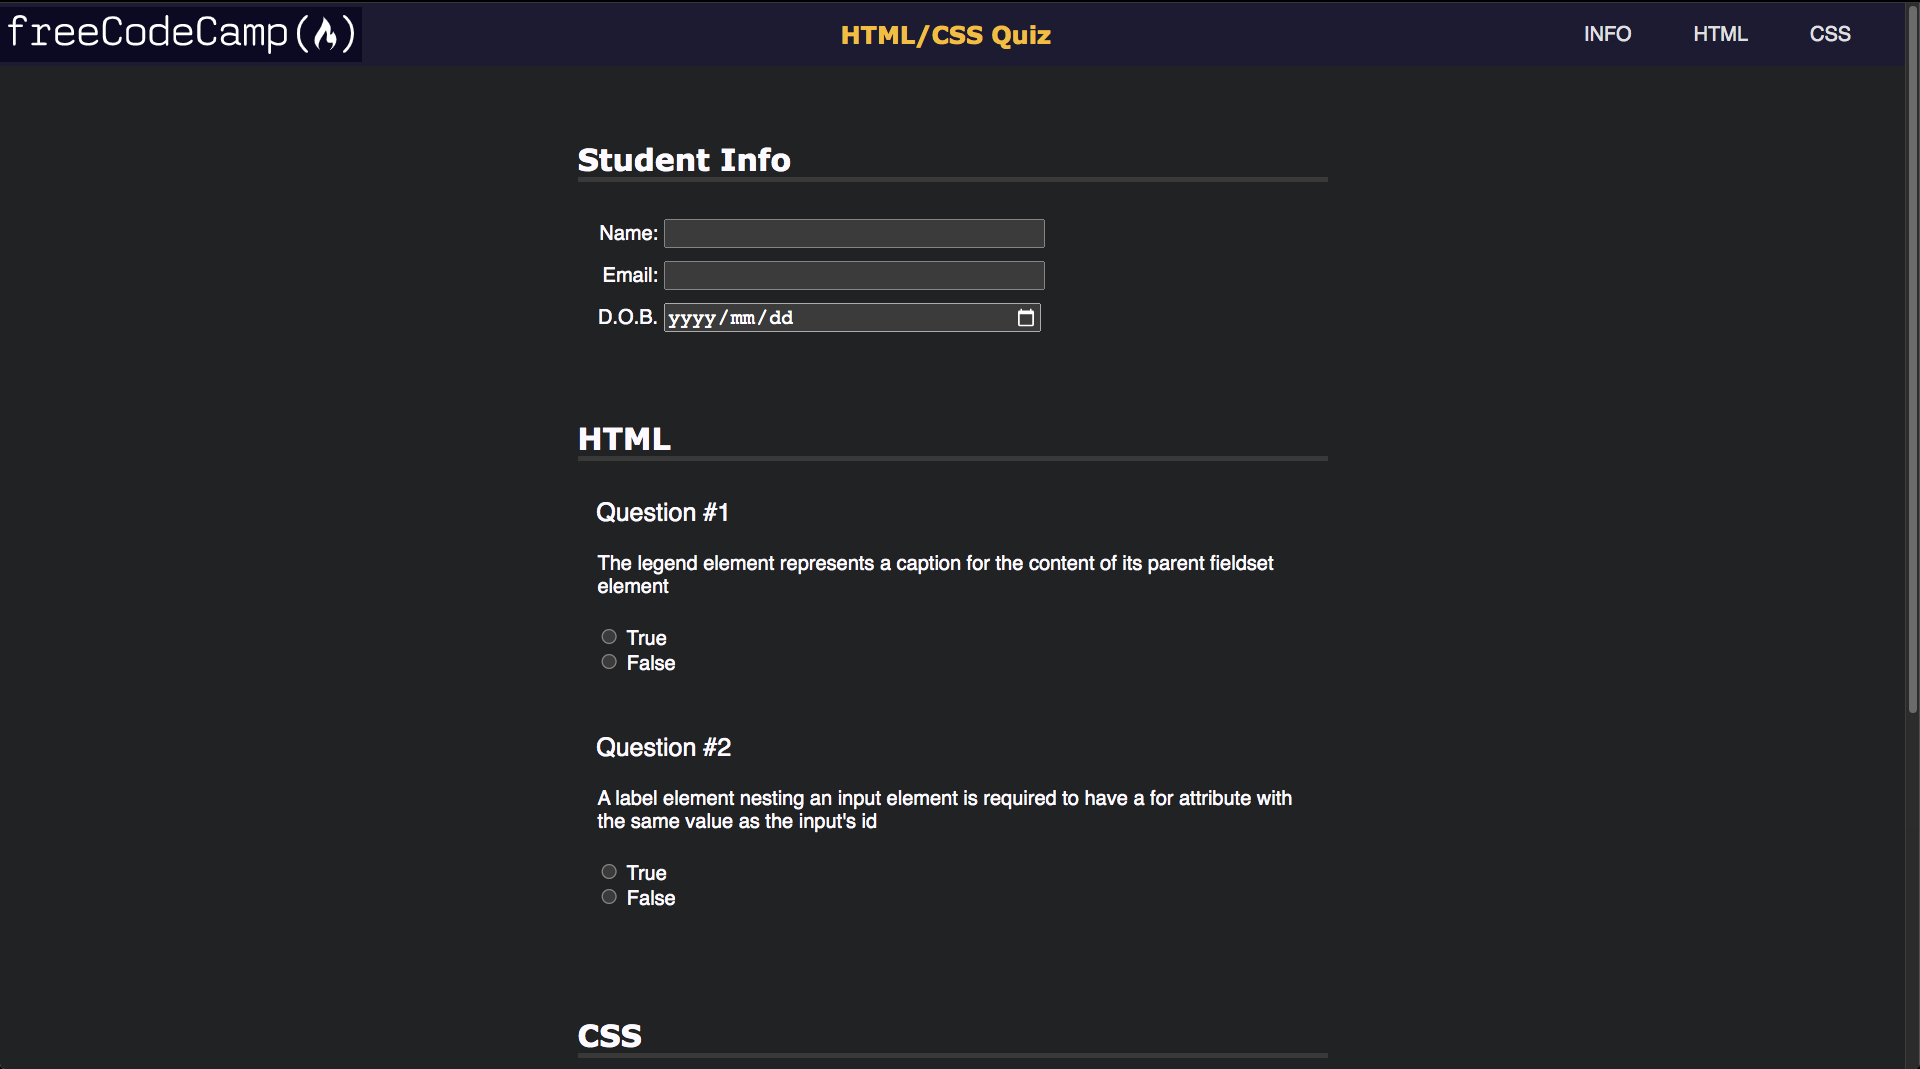 freeCodeCamp(🔥)
HTML/CSS Quiz
INFO
HTML
CSS
Student Info
Name:
Email:
D.O.B. yyyy/mm/dd
HTML
Question #1
The legend element represents a caption for the content of its parent fieldset
element
True
False
Question #2
A label element nesting an input element is required to have a for attribute with
the same value as the input's id
True
False
CSS